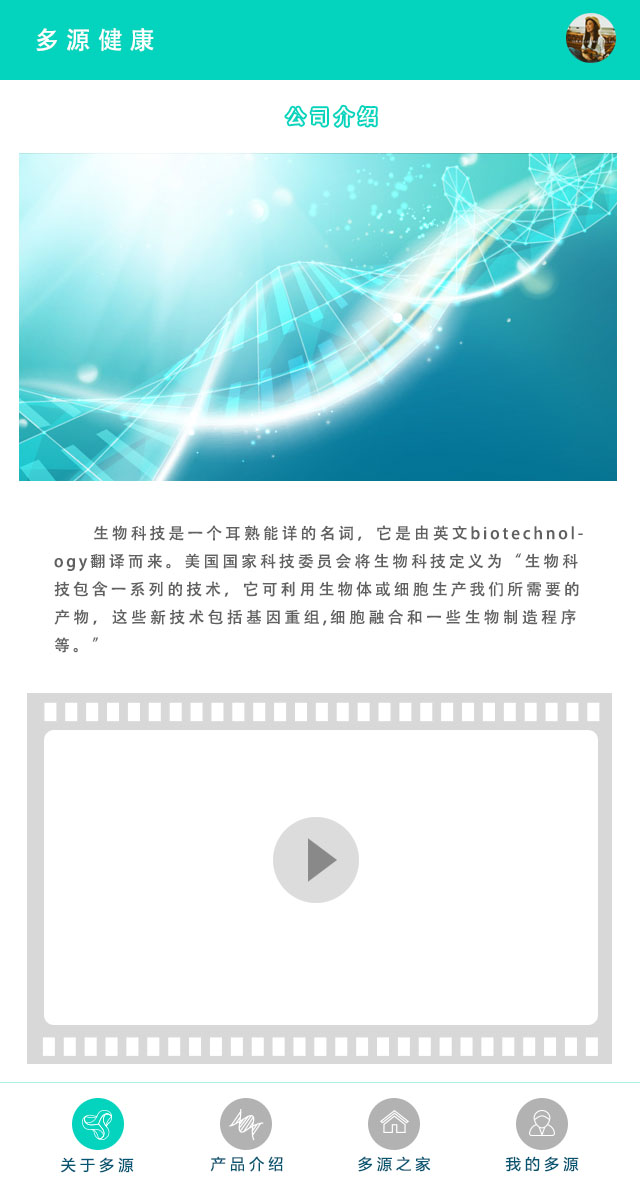 多源健康
公司介绍
生物科技是一个耳熟能详的名词，它是由英文biotechnol-
ogy翻译而来。美国国家科技委员会将生物科技定义为“生物科
技包含一系列的技术，它可利用生物体或细胞生产我们所需要的
产物，这些新技术包括基因重组,细胞融合和一些生物制造程序
等。”
关于多源
产品介绍
多源之家
我的多源